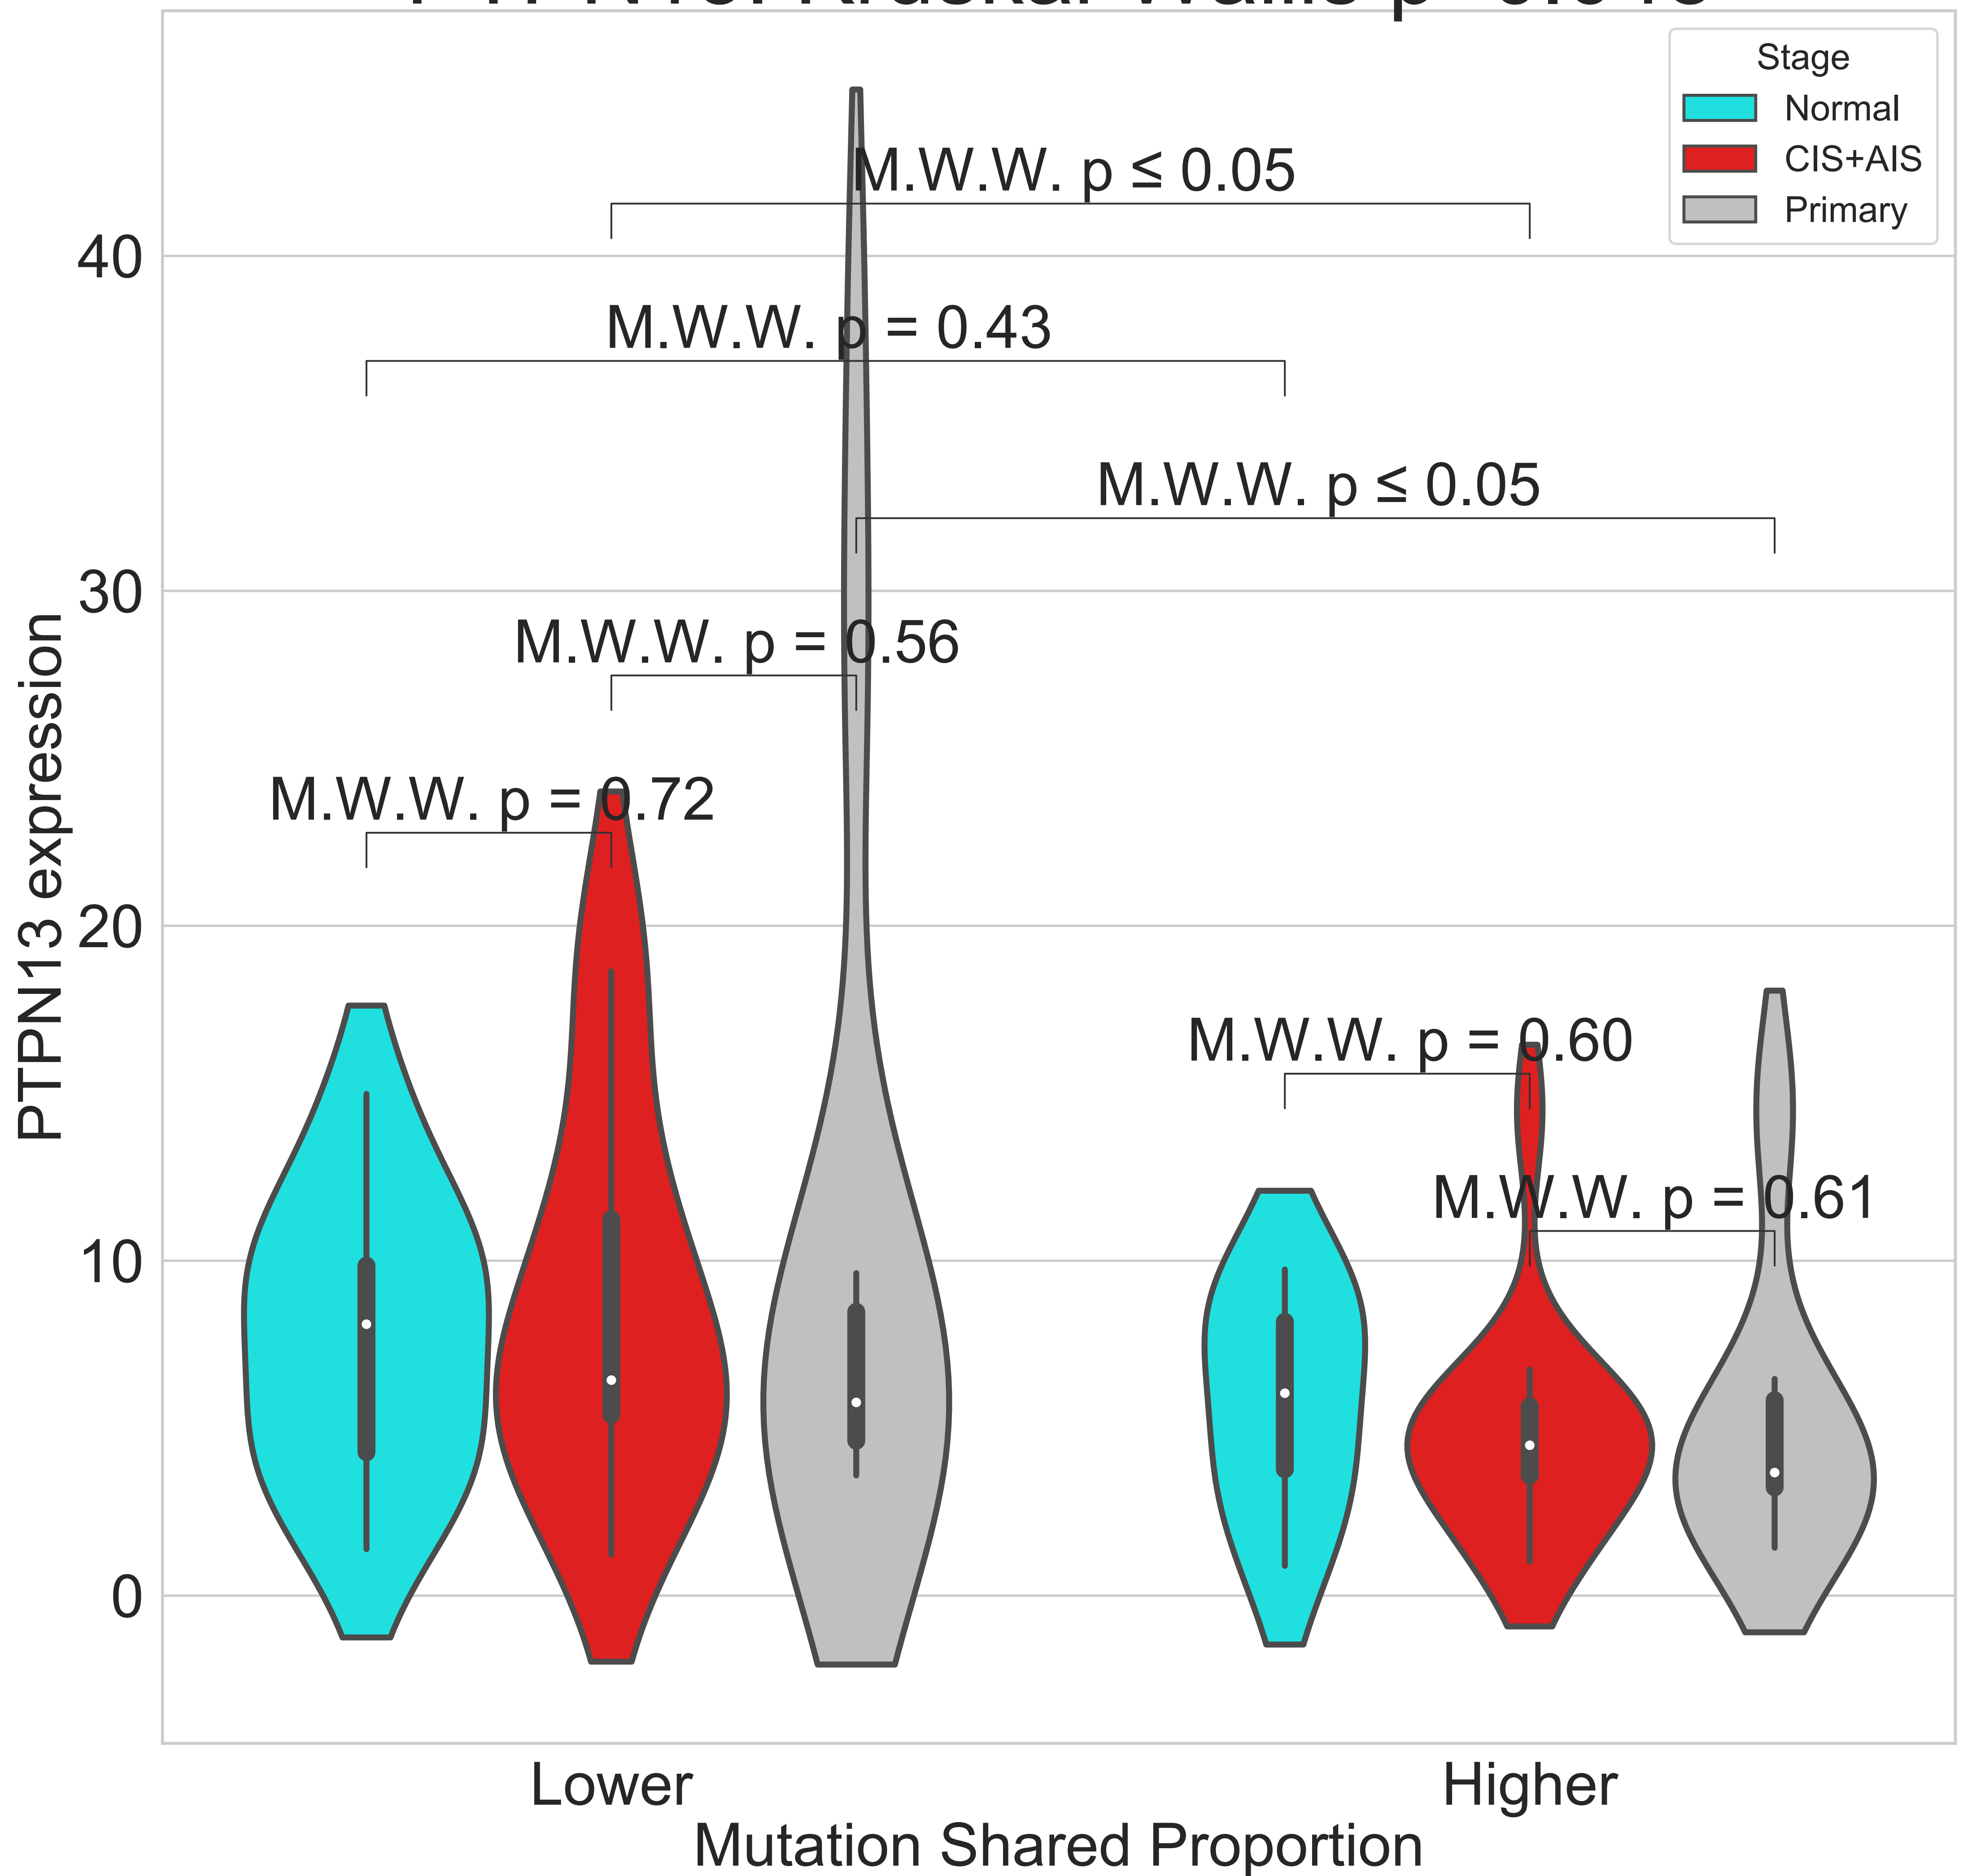 Stage
Normal
CIS+AIS
Primary
M.W.W. p ≤ 0.05
M.W.W. p = 0.43
M.W.W. p ≤ 0.05
M.W.W. p = 0.56
M.W.W. p = 0.72
M.W.W. p = 0.60
M.W.W. p = 0.61
PTPN13 expression
40
30
20
10
0
Lower
Higher
Mutation Shared Proportion